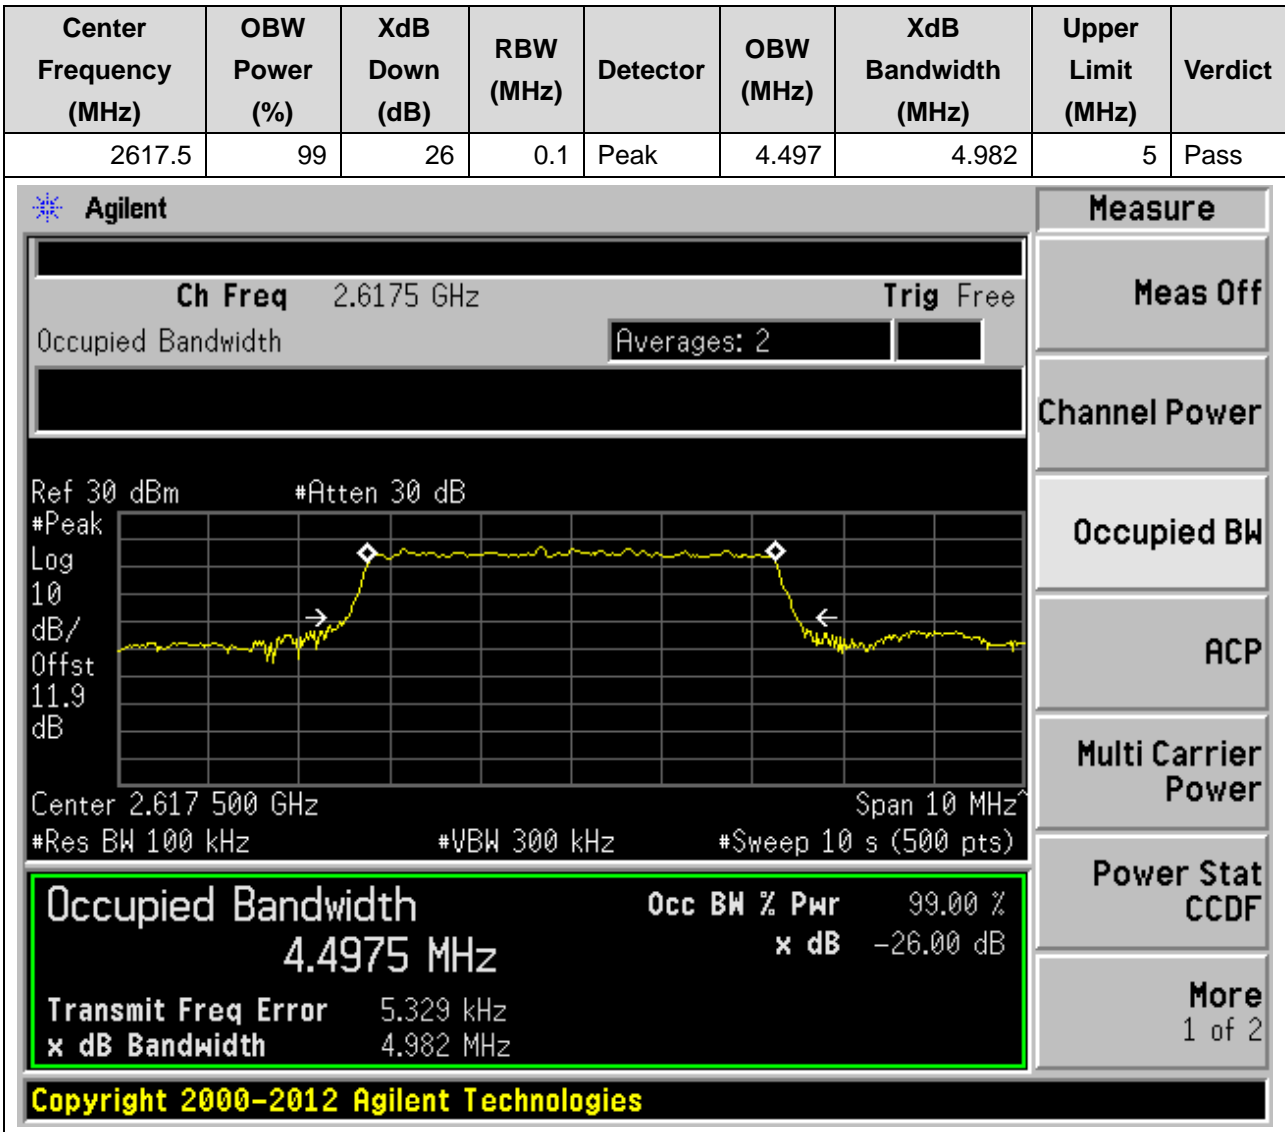 Center Frequency (MHz) OBW Power (%) XdB Down (dB) RBW (MHz) Detector OBW (MHz) XdB Bandwidth (MHz) Upper Limit (MHz) Verdict
2617.5 99 26 0.1 Peak 4.497 4.982 5 Pass
Agilent
Measure
Ch Freq 2.6175 GHz Trig Free
Meas Off
Occupied Bandwidth Averages: 2
Channel Power
Ref 30 dBm #Atten 30 dB
#Peak
Log
10
dB/
Offst
11.9
dB
Occupied BW
ACP
Multi Carrier
Power
Center 2.617 500 GHz Span 10 MHz^
#Res BW 100 kHz #VBW 300 kHz #Sweep 10 s (500 pts)
Power Stat
CCDF
Occupied Bandwidth Occ BW % Pwr 99.00 %
4.4975 MHz x dB -26.00 dB
Transmit Freq Error 5.329 kHz
x dB Bandwidth 4.982 MHz
More
1 of 2
Copyright 2000-2012 Agilent Technologies